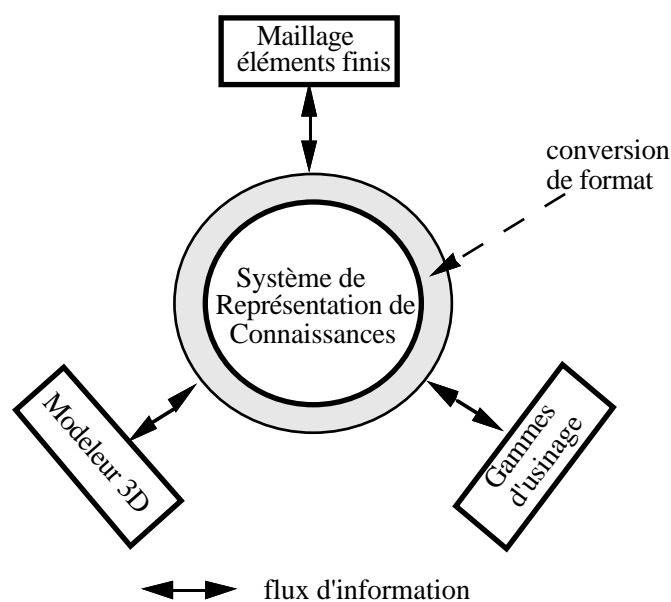 Maillage
éléments finis
conversion
de format
Système de
Représentation de
Connaissances
Modeleur 3D
Gammes
d'usinage
flux d'information